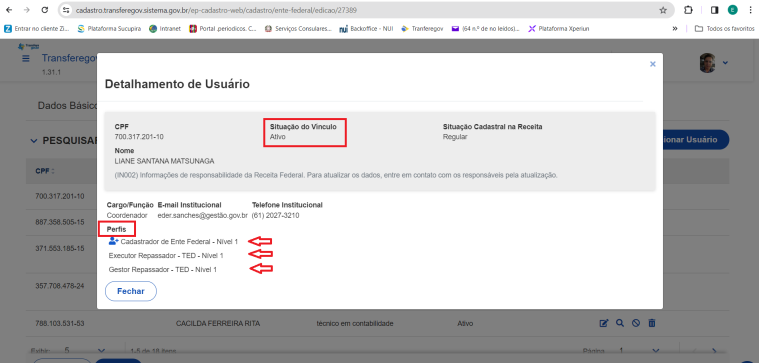 cadastro.transferegov.sistema.gov.br/ep-cadastro-web/cadastro/ente-federal/edicao/27389
Entrar no cliente Zi... Plataforma Sucupira Intranet Portal .periodicos. C... Serviços Consulares... nui Backoffice - NUI Tranferegov (64 n.º de no leídos)... Plataforma Xperiun » Todos os favoritos
Transferegov
1.31.1
Dados Básico
PESQUISAR
ionar Usuário
Detalhamento de Usuário
×
CPF Situação do Vínculo Situação Cadastral na Receita
700.317.201-10 Ativo Regular
Nome
LIANE SANTANA MATSUNAGA
(IN002) Informações de responsabilidade da Receita Federal. Para atualizar os dados, entre em contato com os responsáveis pela atualização.
Cargo/Função E-mail Institucional Telefone Institucional
Coordenador eder.sanches@gestão.gov.br (61) 2027-3210
Perfis
Cadastrador de Ente Federal - Nível 1
Executor Repassador - TED - Nível 1
Gestor Repassador - TED - Nível 1
Fechar
CPF
700.317.201-10
887.358.505-15
371.553.185-15
357.708.478-24
788.103.531-53 CACILDA FERREIRA RITA técnico em contabilidade Ativo
Exibir: 5 1-5 de 18 itens Página 1